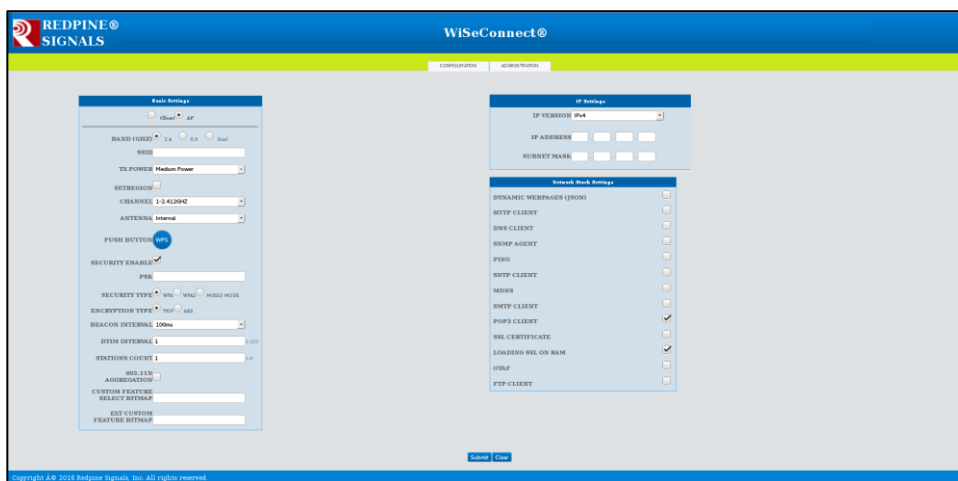 REDPINE®
SIGNALS
WiSeConnect®
CONFIGURATION ADMINISTRATION
Basic Settings
Client AP
BAND (GHZ) 2.4 5.0 Dual
SSID
TX POWER Medium Power
SETREGION
CHANNEL 1-2.412GHZ
ANTENNA Internal
PUSH BUTTON WPS
SECURITY ENABLE
PSK
SECURITY TYPE WPA WPA2 MIXED MODE
ENCRYPTION TYPE TKIP AES
BEACON INTERVAL 100ms
DTIM INTERVAL 1
STATIONS COUNT 1
802.11N
AGGREGATION
CUSTOM FEATURE
SELECT BITMAP
EXT CUSTOM
FEATURE BITMAP
IP Settings
IP VERSION IPv4
IP ADDRESS . . .
SUBNET MASK . . .
Network Stack Settings
DYNAMIC WEBPAGES (JSON)
HTTP CLIENT
DNS CLIENT
SNMP AGENT
PING
SNTP CLIENT
MDNS
SMTP CLIENT
POP3 CLIENT
SSL CERTIFICATE
LOADING SSL ON RAM
OTAF
FTP CLIENT
Submit Clear
Copyright Â© 2015 Redpine Signals, Inc. All rights reserved.